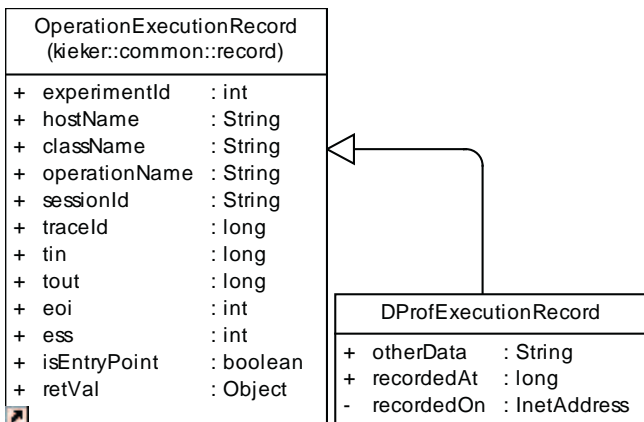 OperationExecutionRecord
(kieker::common::record)
+ experimentId : int
+ hostName : String
+ className : String
+ operationName : String
+ sessionId : String
+ traceId : long
+ tin : long
+ tout : long
+ eoi : int
+ ess : int
+ isEntryPoint : boolean
+ retVal : Object
DProfExecutionRecord
+ otherData : String
+ recordedAt : long
- recordedOn : InetAddress